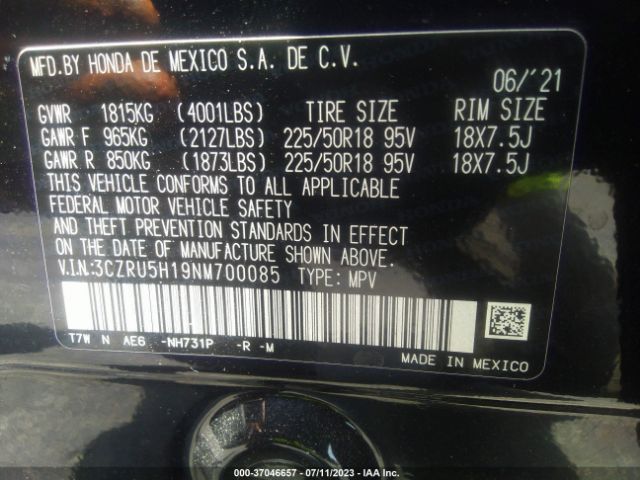 MFD.BY HONDA DE MEXICO S.A. DE C.V.
06/'21
GVWR 1815KG (4001LBS) TIRE SIZE RIM SIZE
GAWR F 965KG (2127LBS) 225/50R18 95V 18X7.5J
GAWR R 850KG (1873LBS) 225/50R18 95V 18X7.5J
THIS VEHICLE CONFORMS TO ALL APPLICABLE
FEDERAL MOTOR VEHICLE SAFETY
AND THEFT PREVENTION STANDARDS IN EFFECT
ON THE DATE OF MANUFACTURE SHOWN ABOVE.
V.I.N:3CZRU5H19NM700085 TYPE: MPV
T7W N AE6 -NH731P -R -M
MADE IN MEXICO
000-37046657 - 07/11/2023 - IAA Inc.